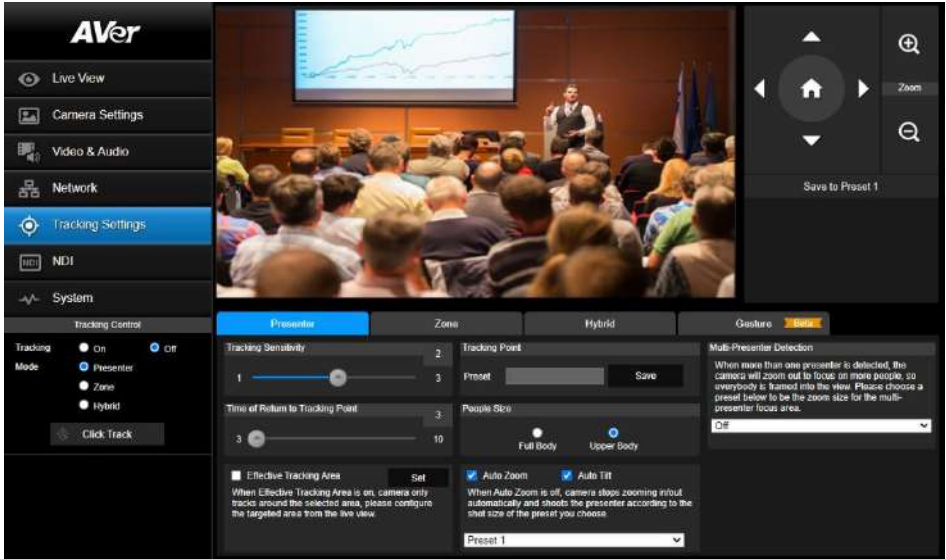 AVer
Live View
Camera Settings
Video & Audio
Network
Tracking Settings
NDI
NDI
System
Tracking Control
Tracking
On
Off
Mode
Presenter
Zone
Hybrid
Click Track
Zoom
Save to Preset 1
Presenter
Zone
Hybrid
Gesture
Beta
Tracking Sensitivity
2
1
3
Time of Return to Tracking Point
3
3
10
Effective Tracking Area
Set
When Effective Tracking Area is on, camera only
tracks around the selected area, please configure
the targeted area from the live view.
Tracking Point
Preset
Save
People Size
Full Body
Upper Body
Auto Zoom
Auto Tilt
When Auto Zoom is off, camera stops zooming in/out
automatically and shoots the presenter according to the
shot size of the preset you choose.
Preset 1
Multi-Presenter Detection
When more than one presenter is detected, the
camera will zoom out to focus on more people, so
everybody is framed into the view. Please choose a
preset below to be the zoom size for the multi-
presenter focus area.
Off